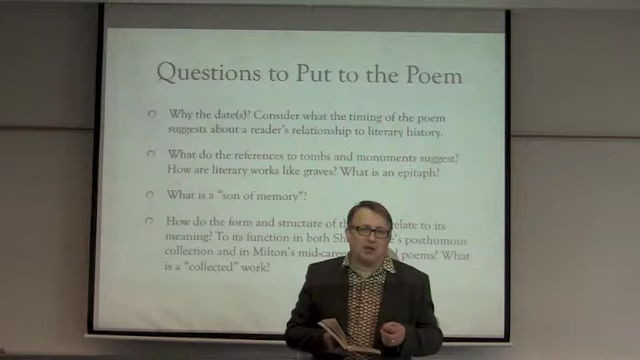 Questions to Put to the Poem
Why the date(s)? Consider what the timing of the poem
suggests about a reader's relationship to literary history.
What do the references to tombs and monuments suggest?
How are literary works like graves? What is an epitaph?
What is a "son of memory"?
How do the form and structure of relate to its
meaning? To its function in both posthumous
collection and in Milton's poems? What
is a "collected" work?